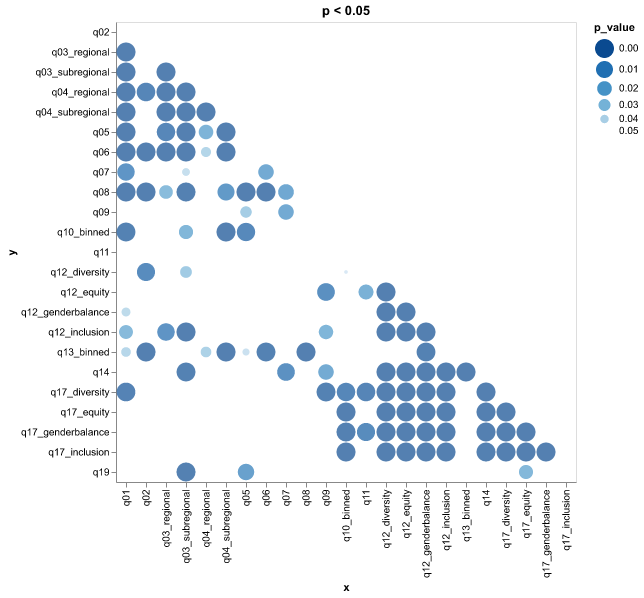 p < 0.05
p_value
0.00
0.01
0.02
0.03
0.04
0.05
y
q02
q03_regional
q03_subregional
q04_regional
q04_subregional
q05
q06
q07
q08
q09
q10_binned
q11
q12_diversity
q12_equity
q12_genderbalance
q12_inclusion
q13_binned
q14
q17_diversity
q17_equity
q17_genderbalance
q17_inclusion
q19
q01
q02
q03_regional
q03_subregional
q04_regional
q04_subregional
q05
q06
q07
q08
q09
q10_binned
q11
q12_diversity
q12_equity
q12_genderbalance
q12_inclusion
q13_binned
q14
q17_diversity
q17_equity
q17_genderbalance
q17_inclusion
x